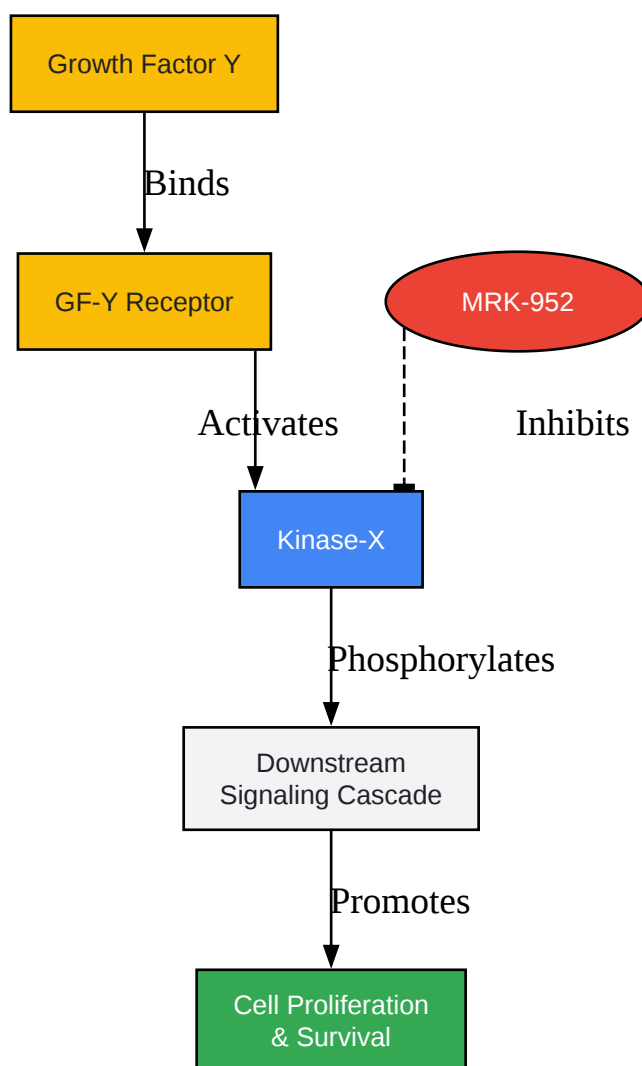 Growth Factor Y
Binds
GF-Y Receptor
MRK-952
Activates
Inhibits
Kinase-X
Phosphorylates
Downstream
Signaling Cascade
Promotes
Cell Proliferation
& Survival